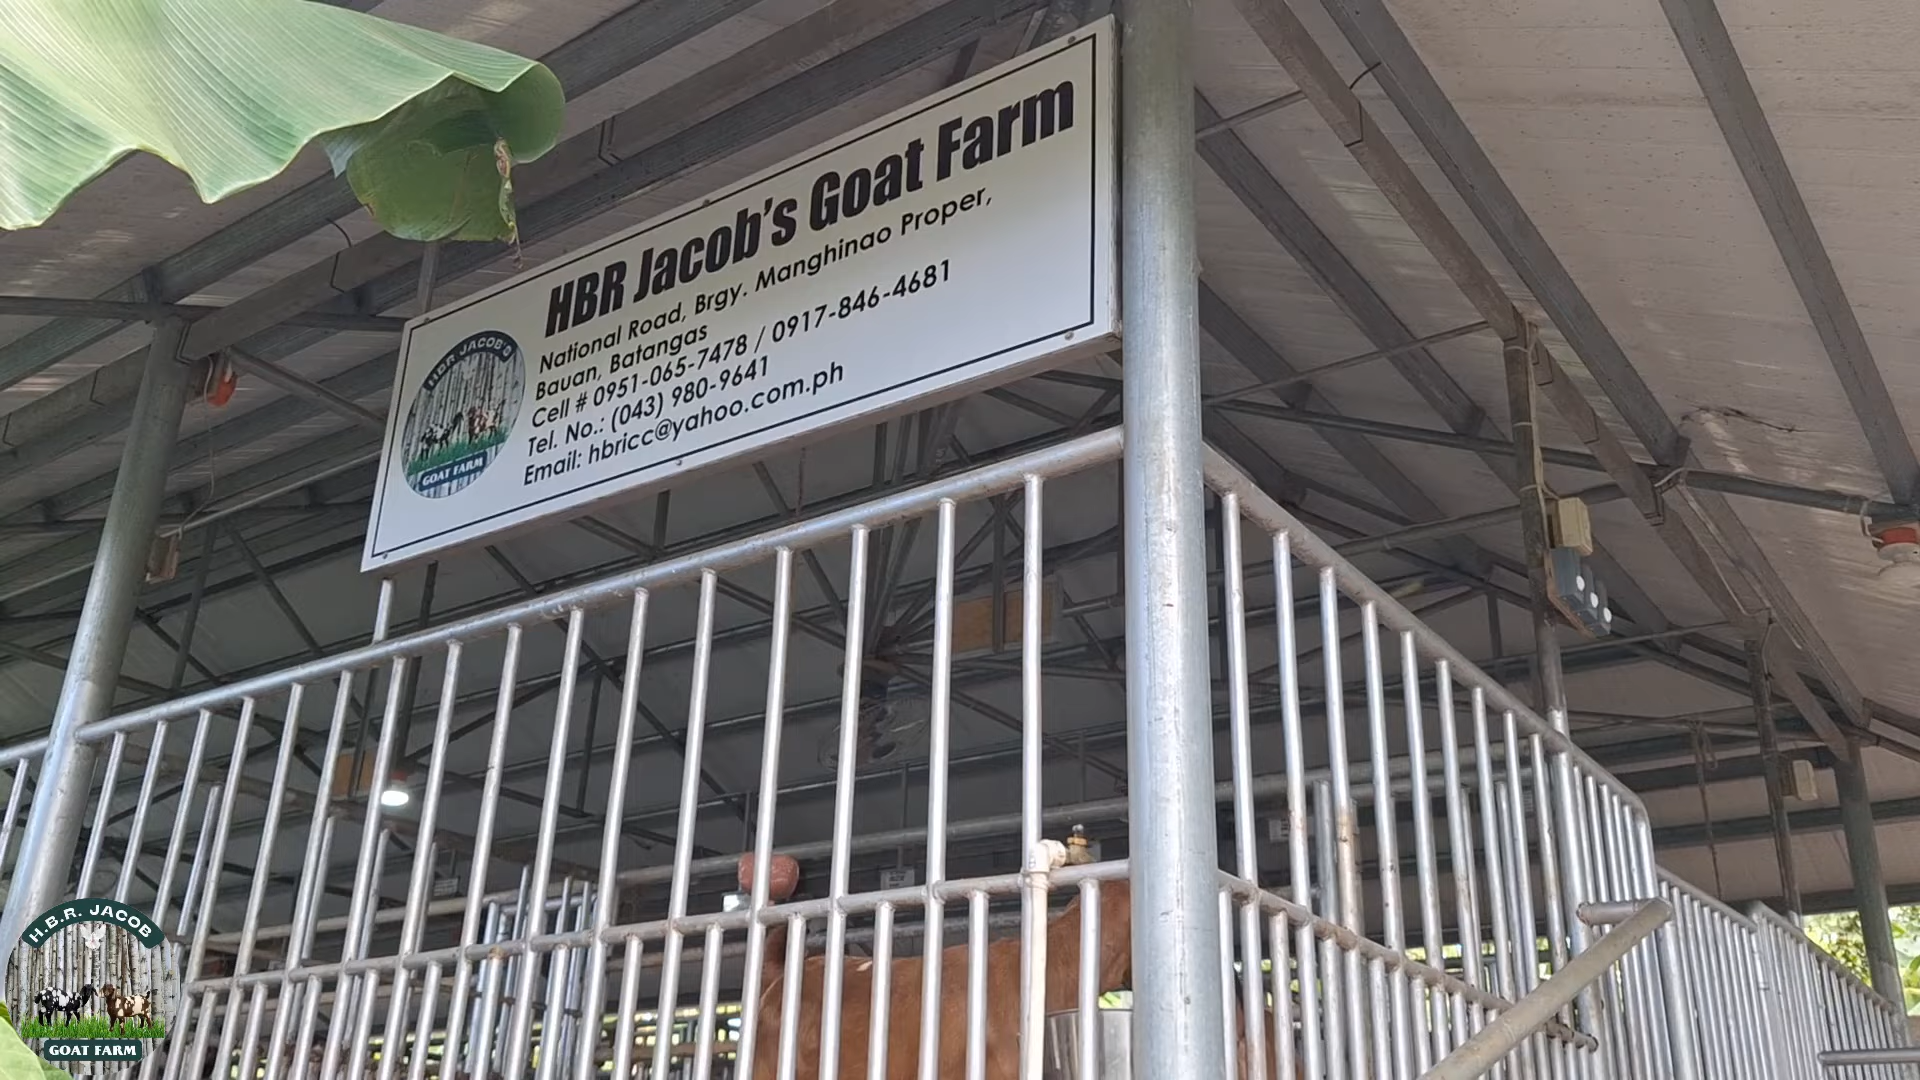 HBR Jacob's Goat Farm
National Road, Brgy. Manghinao Proper,
Bauan, Batangas
Cell # 0951-065-7478 / 0917-846-4681
Tel. No.: (043) 980-9641
Email: hbricc@yahoo.com.ph
HBR JACOB'S
GOAT FARM
H.B.R. JACOB
GOAT FARM